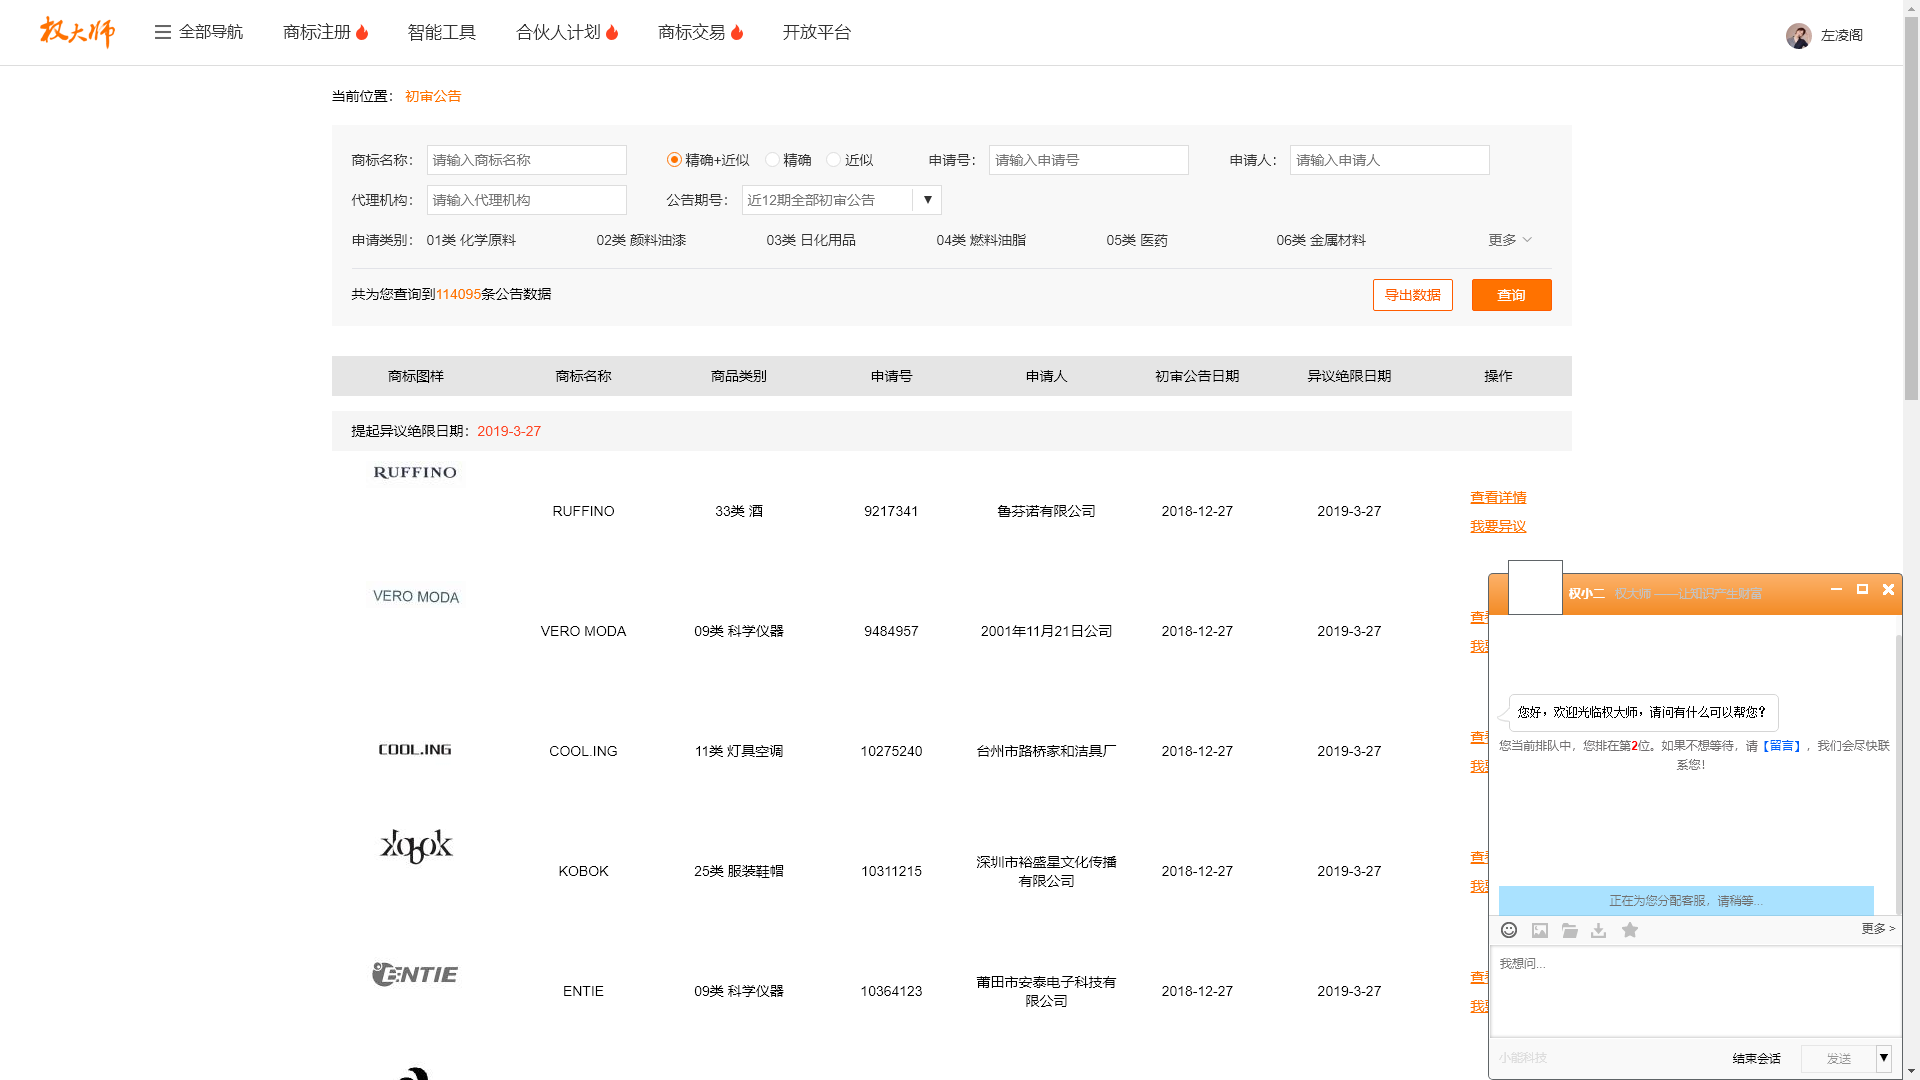 权大师
全部导航
商标注册
智能工具
合伙人计划
商标交易
开放平台
左凌阁
当前位置： 初审公告
商标名称： 请输入商标名称 精确+近似 精确 近似 申请号： 请输入申请号 申请人： 请输入申请人
代理机构： 请输入代理机构 公告期号： 近12期全部初审公告 ▼
申请类别： 01类 化学原料 02类 颜料油漆 03类 日化用品 04类 燃料油脂 05类 医药 06类 金属材料 更多
共为您查询到114095条公告数据 导出数据 查询
商标图样 商标名称 商品类别 申请号 申请人 初审公告日期 异议绝限日期 操作
提起异议绝限日期：2019-3-27
RUFFINO
RUFFINO 33类 酒 9217341 鲁芬诺有限公司 2018-12-27 2019-3-27
查看详情
我要异议
VERO MODA
VERO MODA 09类 科学仪器 9484957 2001年11月21日公司 2018-12-27 2019-3-27
查
我
COOL.ING
COOL.ING 11类 灯具空调 10275240 台州市路桥家和洁具厂 2018-12-27 2019-3-27
查
我
kobok
KOBOK 25类 服装鞋帽 10311215 深圳市裕盛星文化传播
有限公司 2018-12-27 2019-3-27
查
我
ENTIE
ENTIE 09类 科学仪器 10364123 莆田市安泰电子科技有
限公司 2018-12-27 2019-3-27
查
我
权小二 权大师 ——让知识产生财富
您好，欢迎光临权大师，请问有什么可以帮您？
您当前排队中，您排在第2位。如果不想等待，请【留言】，我们会尽快联
系您！
正在为您分配客服，请稍等...
更多 >
我想问...
小能科技 结束会话 发送 ▼